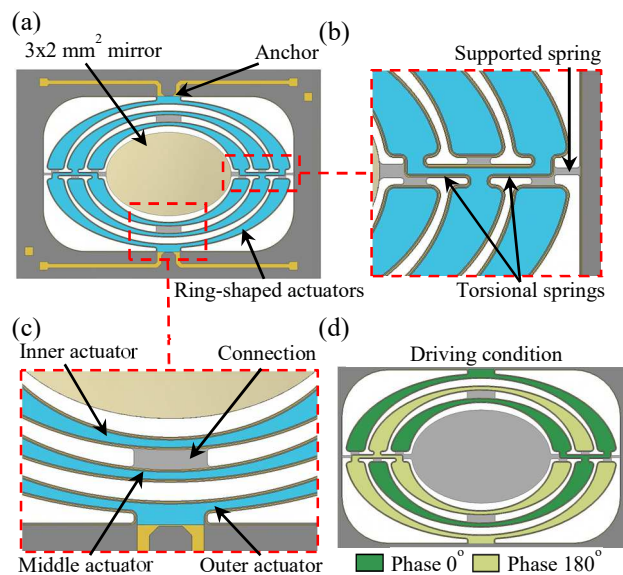 (a)
3x2 mm² mirror
Anchor
(b)
Supported spring
Ring-shaped actuators
Torsional springs
(c)
Inner actuator
Connection
Middle actuator
Outer actuator
(d)
Driving condition
Phase 0°
Phase 180°